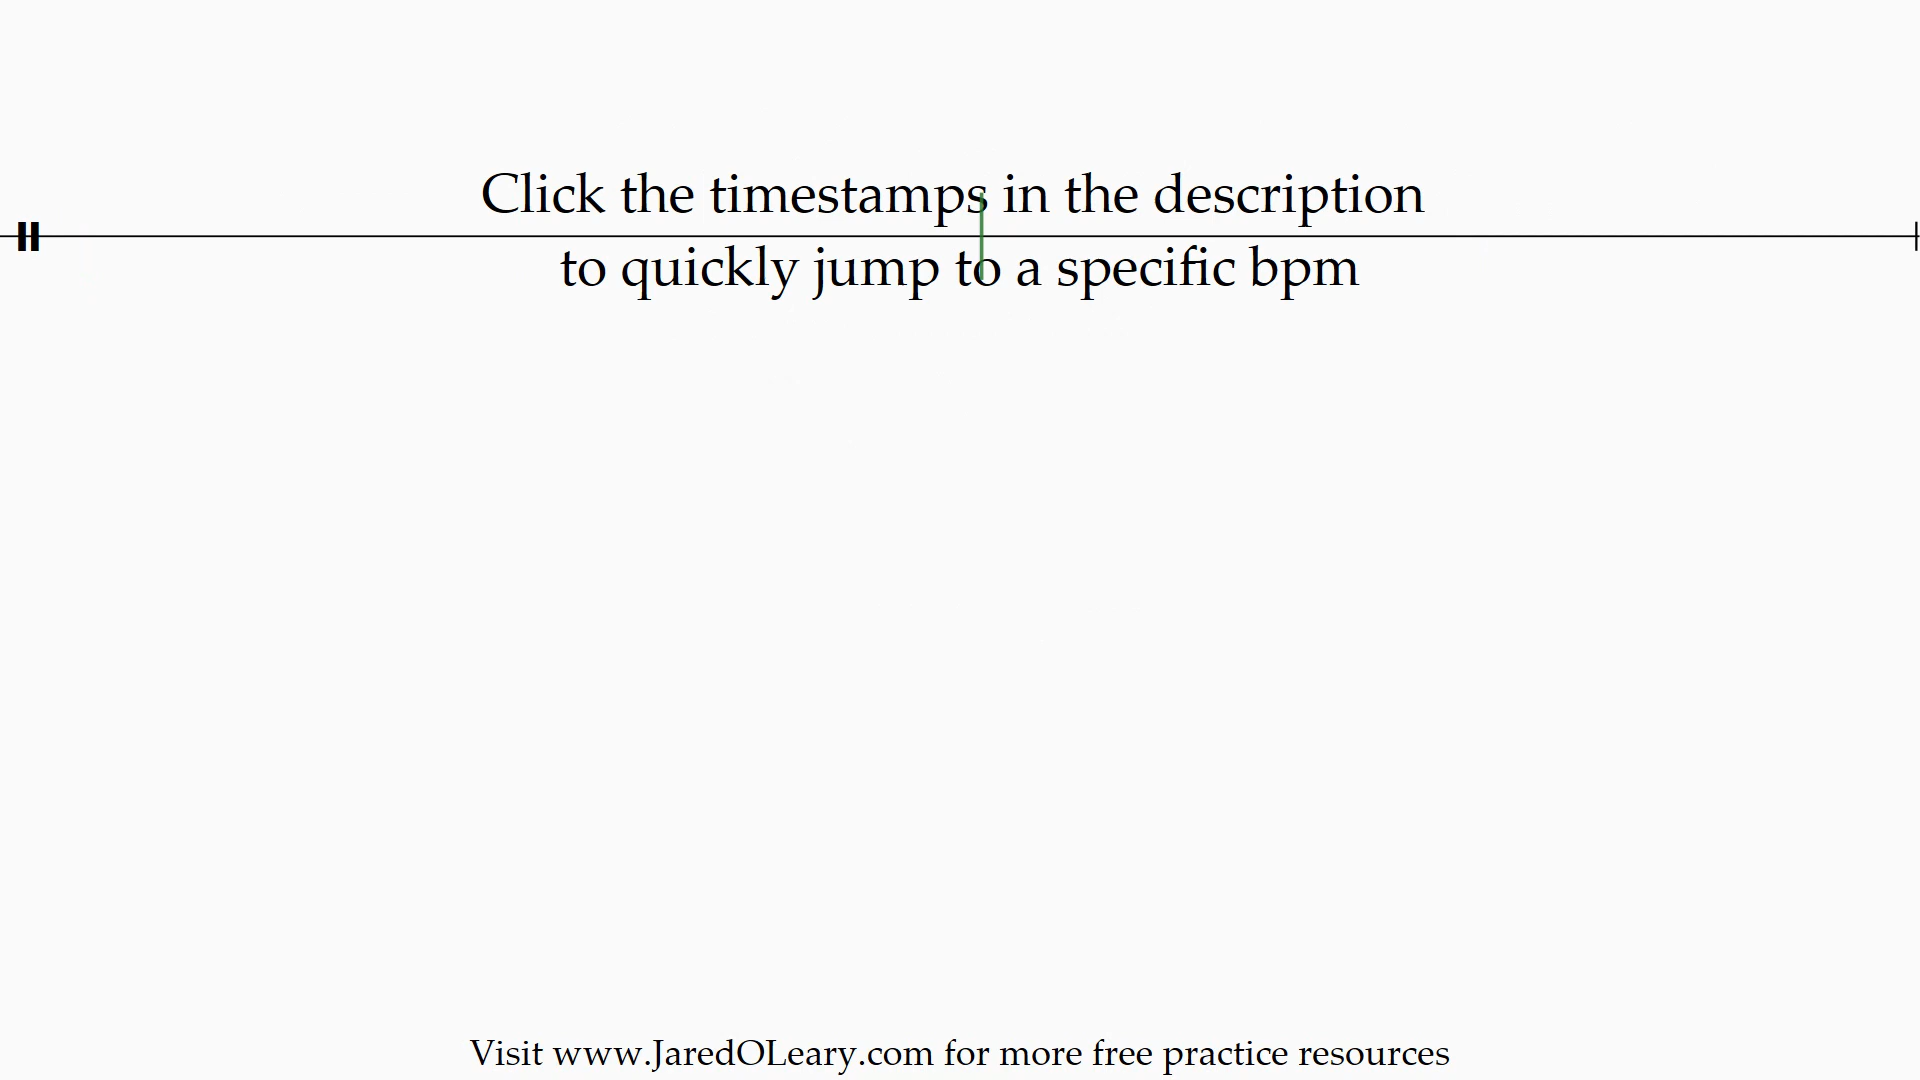 Click the timestamps in the description
to quickly jump to a specific bpm
Visit www.JaredOLeary.com for more free practice resources